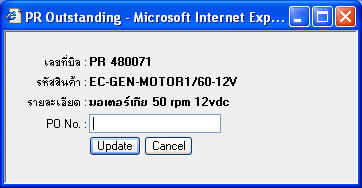 PR Outstanding - Microsoft Internet Exp...
เลขที่บิล : PR 480071
รหัสสินค้า : EC-GEN-MOTOR1/60-12V
รายละเอียด : มอเตอร์เกีย 50 rpm 12vdc
PO No. :
Update Cancel